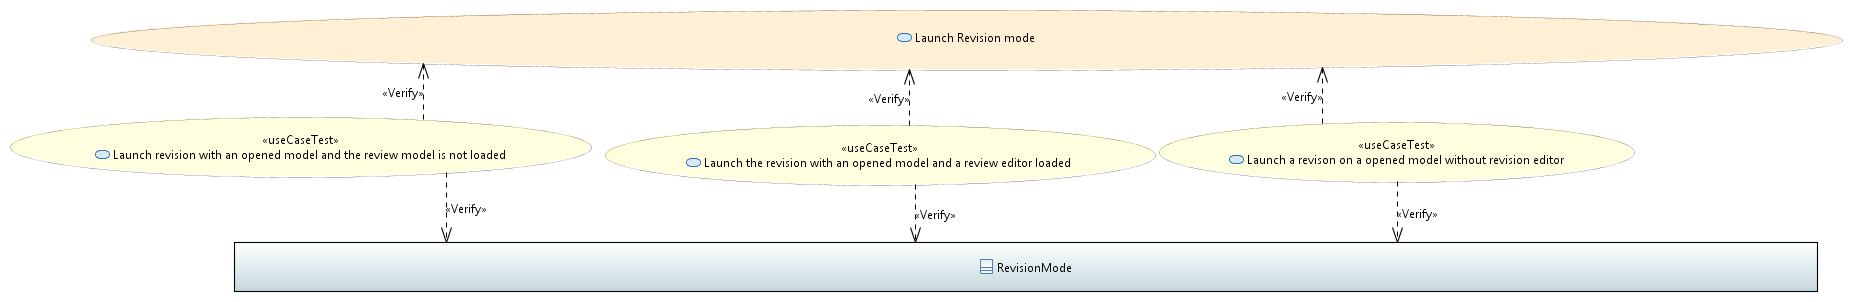 Launch Revision mode
«Verify»
«Verify»
«Verify»
«useCaseTest»
Launch revision with an opened model and the review model is not loaded
«useCaseTest»
Launch the revision with an opened model and a review editor loaded
«useCaseTest»
Launch a revison on a opened model without revision editor
«Verify»
«Verify»
«Verify»
RevisionMode